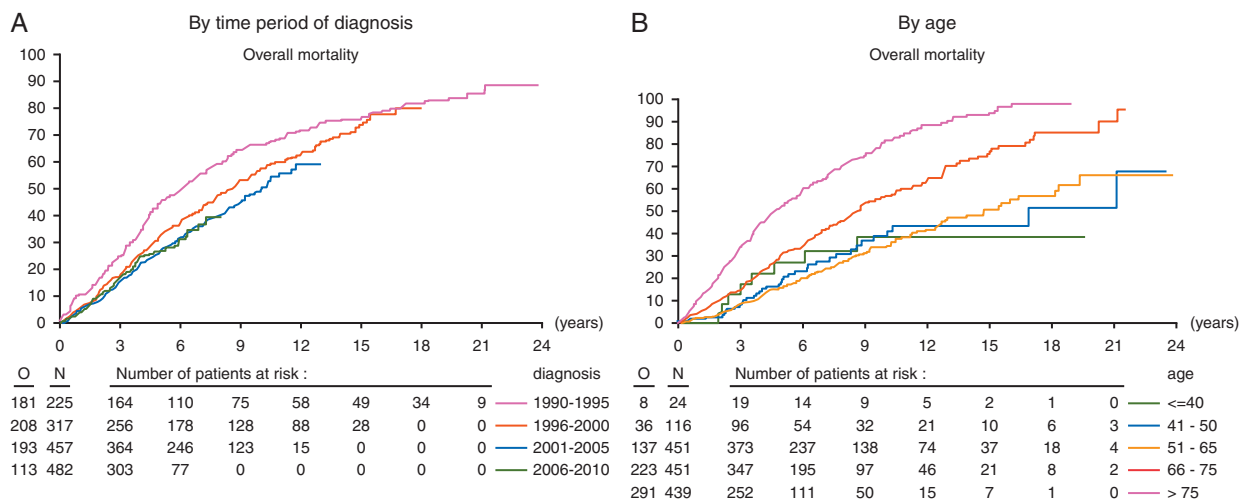 A
By time period of diagnosis
Overall mortality
100
90
80
70
60
50
40
30
20
10
0
(years)
0 3 6 9 12 15 18 21 24
O N Number of patients at risk : diagnosis
181 225 164 110 75 58 49 34 9 1990-1995
208 317 256 178 128 88 28 0 0 1996-2000
193 457 364 246 123 15 0 0 0 2001-2005
113 482 303 77 0 0 0 0 0 2006-2010
B
By age
Overall mortality
100
90
80
70
60
50
40
30
20
10
0
(years)
0 3 6 9 12 15 18 21 24
O N Number of patients at risk : age
8 24 19 14 9 5 2 1 0 <=40
36 116 96 54 32 21 10 6 3 41 - 50
137 451 373 237 138 74 37 18 4 51 - 65
223 451 347 195 97 46 21 8 2 66 - 75
291 439 252 111 50 15 7 1 0 > 75